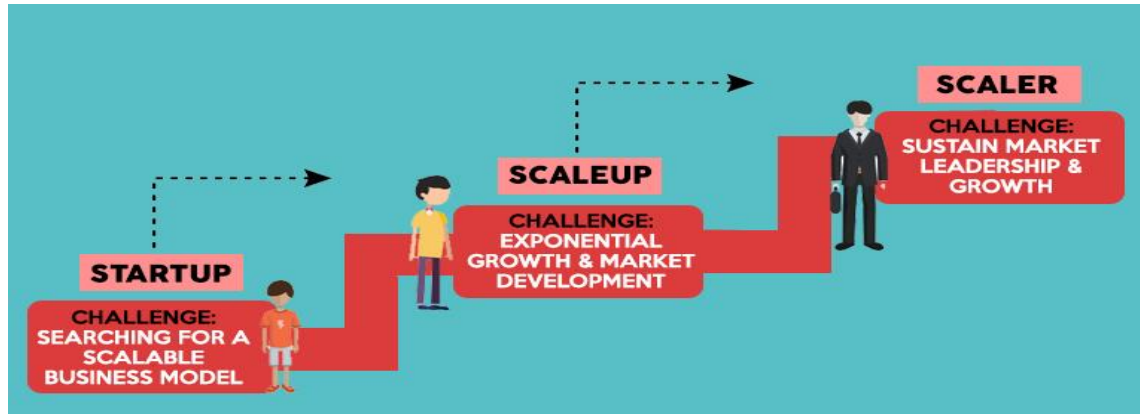 STARTUP
CHALLENGE:
SEARCHING FOR A
SCALABLE
BUSINESS MODEL
SCALEUP
CHALLENGE:
EXPONENTIAL
GROWTH & MARKET
DEVELOPMENT
SCALER
CHALLENGE:
SUSTAIN MARKET
LEADERSHIP &
GROWTH